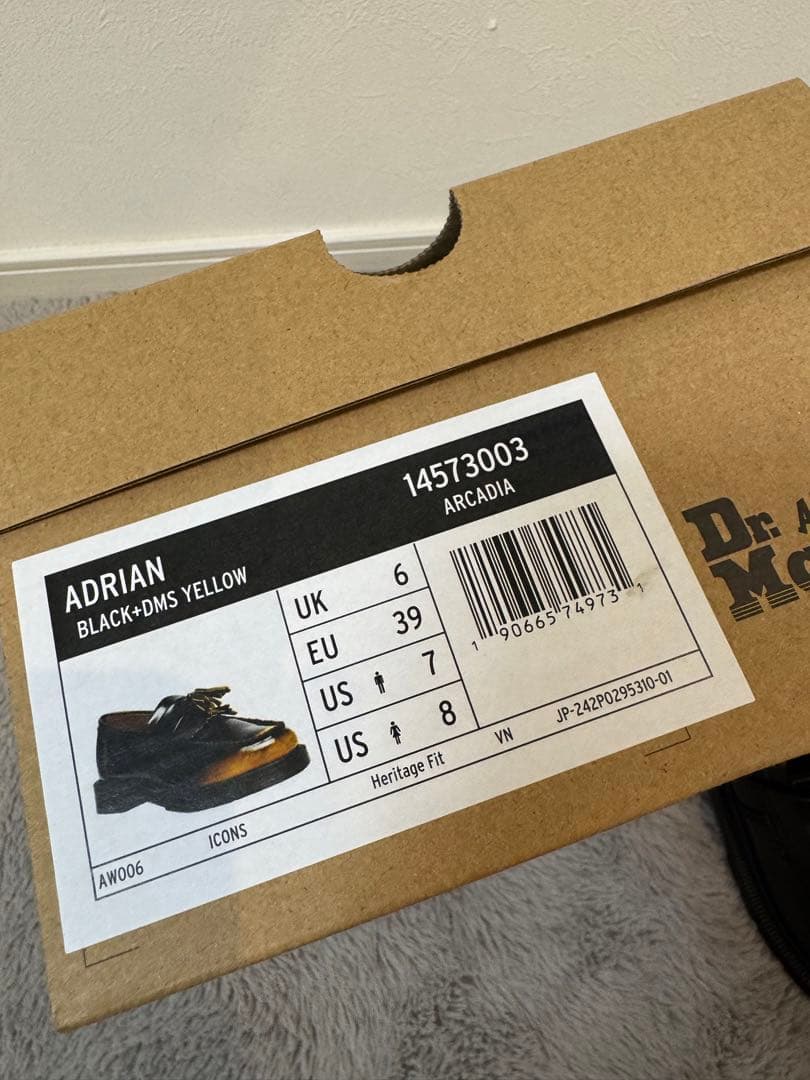 14573003
ARCADIA
ADRIAN
BLACK+DMS YELLOW
UK 6
EU 39
US 7
US 8
1 90665 74973 1
AW006 ICONS Heritage Fit VN JP-242P0295310-01
Dr.